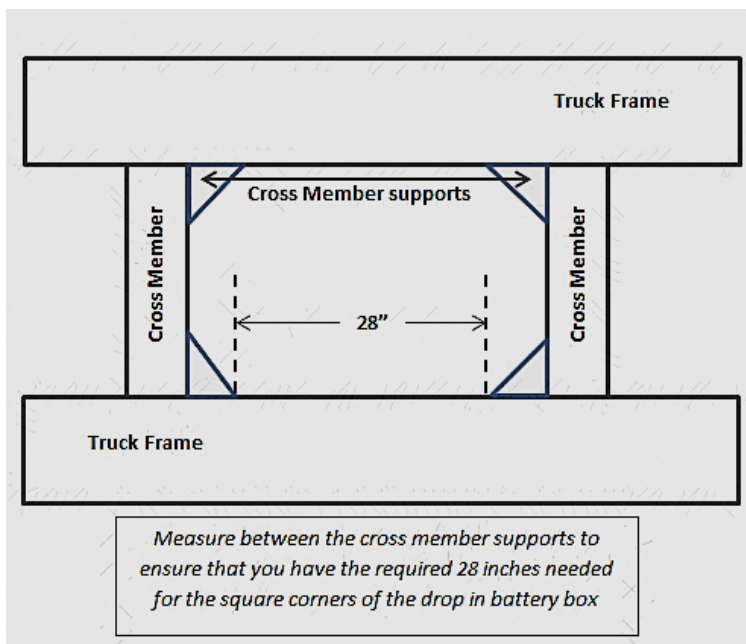 Truck Frame
Cross Member supports
Cross Member
Cross Member
28”
Truck Frame
Measure between the cross member supports to
ensure that you have the required 28 inches needed
for the square corners of the drop in battery box